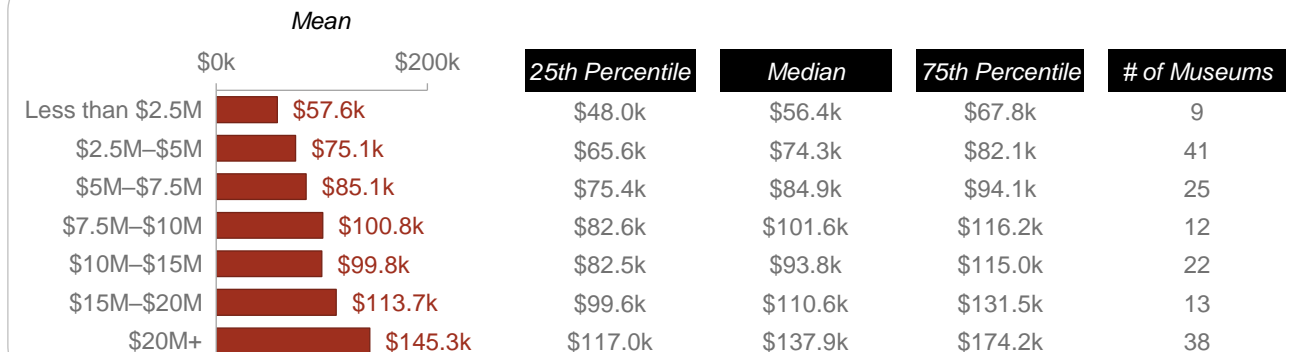 Mean
$0k $200k
25th Percentile Median 75th Percentile # of Museums
Less than $2.5M $57.6k $48.0k $56.4k $67.8k 9
$2.5M–$5M $75.1k $65.6k $74.3k $82.1k 41
$5M–$7.5M $85.1k $75.4k $84.9k $94.1k 25
$7.5M–$10M $100.8k $82.6k $101.6k $116.2k 12
$10M–$15M $99.8k $82.5k $93.8k $115.0k 22
$15M–$20M $113.7k $99.6k $110.6k $131.5k 13
$20M+ $145.3k $117.0k $137.9k $174.2k 38